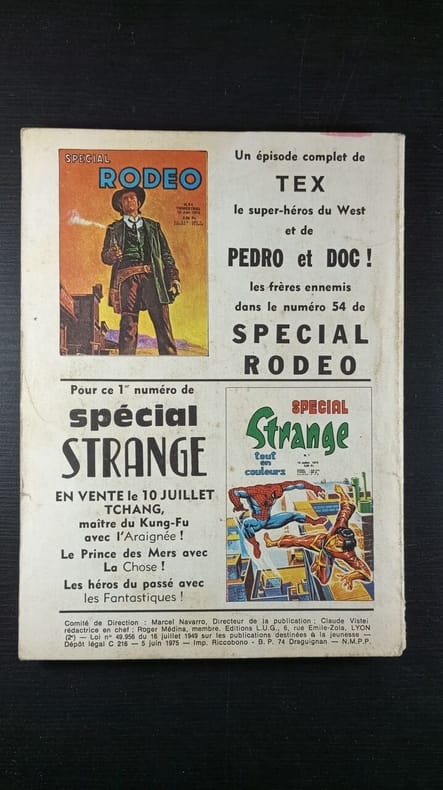 SPECIAL
RODEO
Un épisode complet de
TEX
le super-héros du West
et de
PEDRO et DOC !
les frères ennemis
dans le numéro 54 de
SPECIAL
RODEO
Pour ce 1er numéro de
spécial
STRANGE
EN VENTE le 10 JUILLET
TCHANG,
maître du Kung-Fu
avec l'Araignée !
Le Prince des Mers avec
La Chose !
Les héros du passé avec
les Fantastiques !
SPECIAL
Strange
tout
en
couleurs
Comité de Direction : Marcel Navarro, Directeur de la publication ; Claude Vistel
rédactrice en chef ; Roger Médina, membre. Editions L.U.G., 6, rue Emile-Zola, LYON
(2e) — Loi n° 49.956 du 16 juillet 1949 sur les publications destinées à la jeunesse —
Dépôt légal C 216 — 5 juin 1975 — Imp. Riccobono - B. P. 74 Draguignan — N.M.P.P.